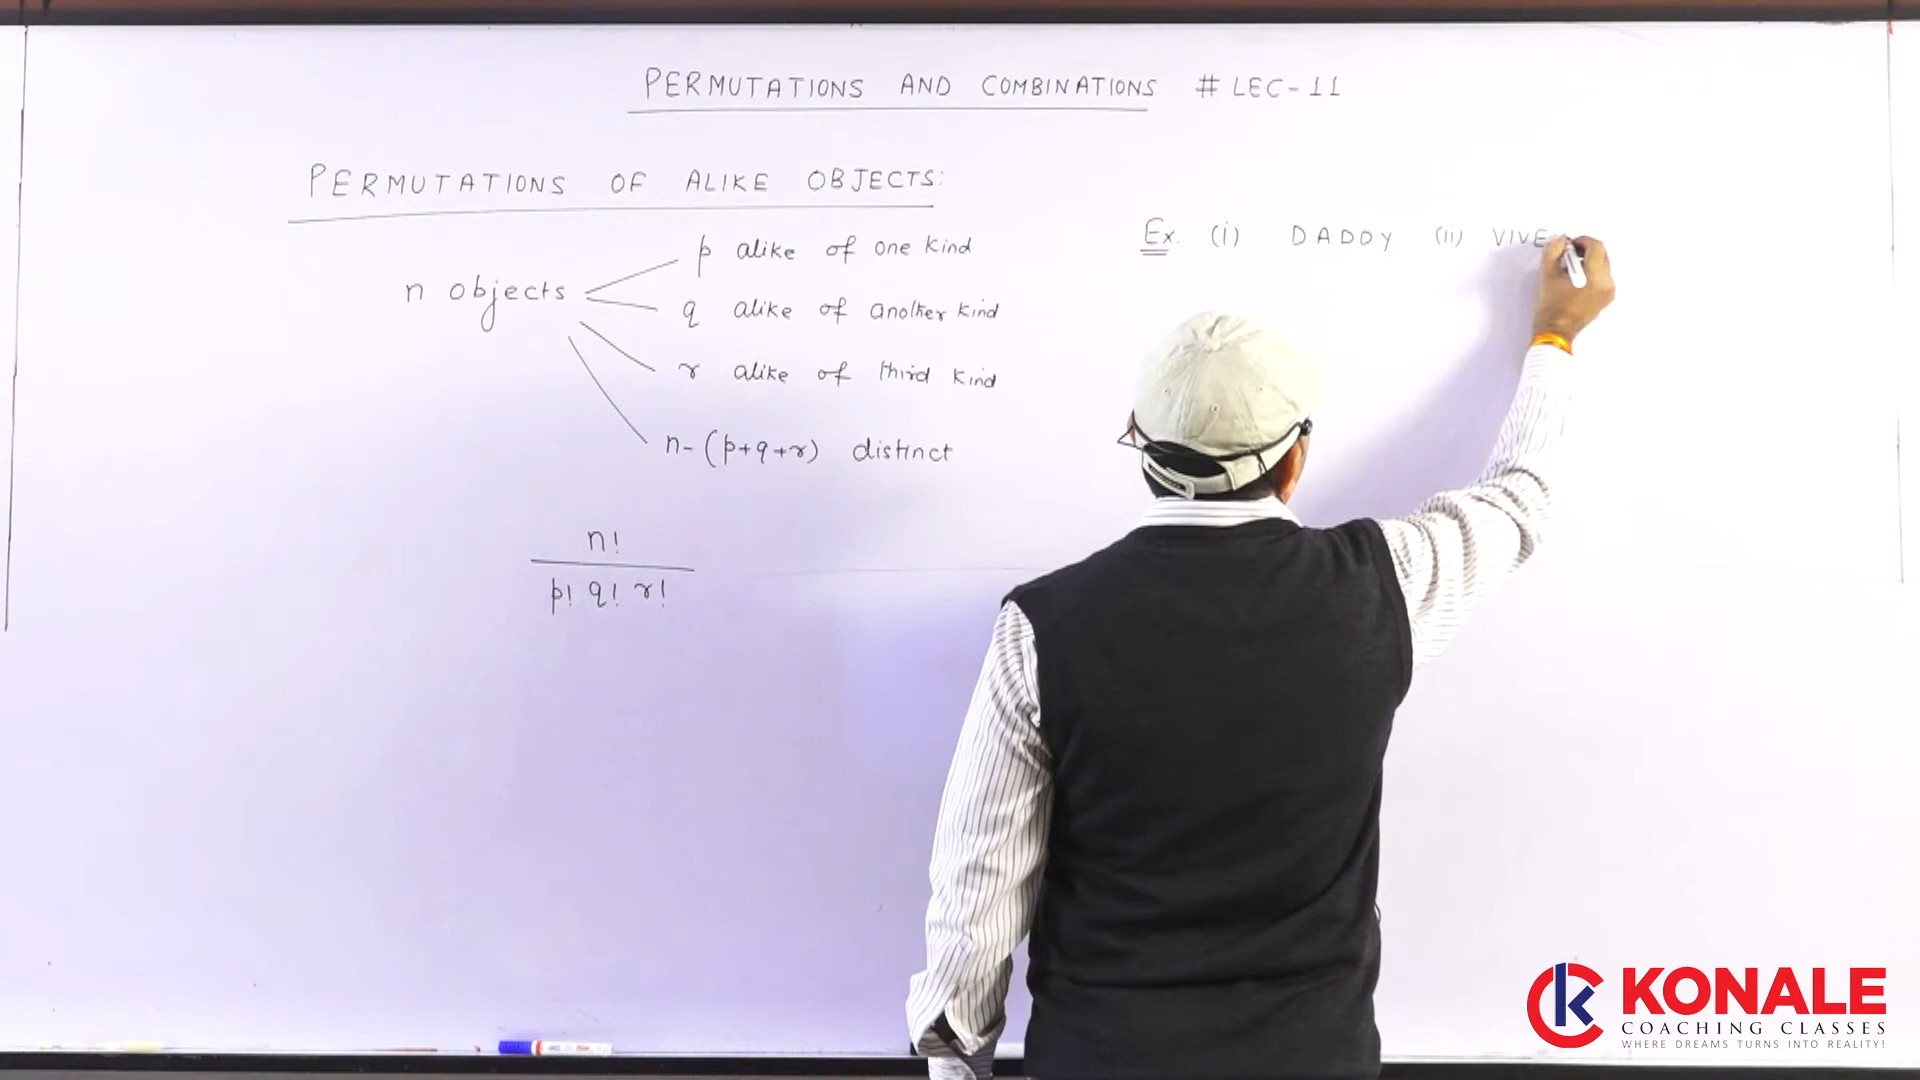 PERMUTATIONS AND COMBINATIONS # LEC-11
PERMUTATIONS OF ALIKE OBJECTS:
n objects
p alike of one kind
q alike of another kind
r alike of third kind
n-(p+q+r) distinct
n!
p! q! r!
Ex. (i) DADDY (ii) VIVE
KONALE
COACHING CLASSES
WHERE DREAMS TURNS INTO REALITY!